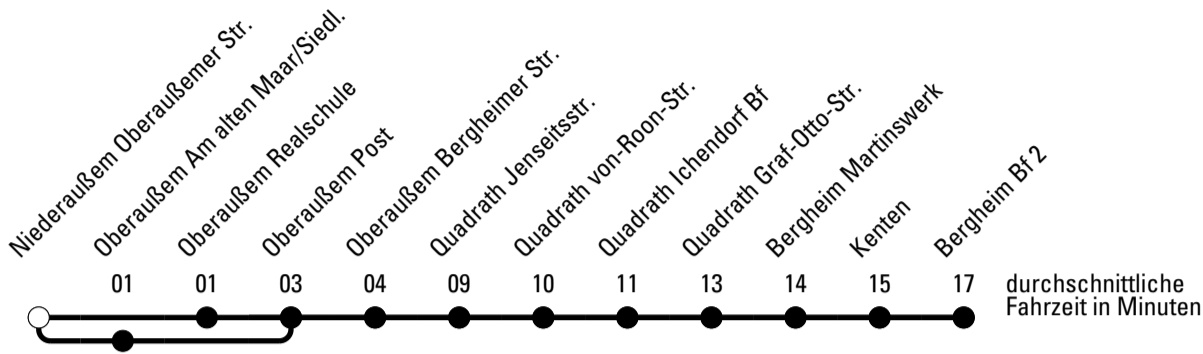 Niederaußem Oberaußemer Str.
Oberaußem Am alten Maar/Siedl.
Oberaußem Realschule
Oberaußem Post
Oberaußem Bergheimer Str.
Quadrath Jenseitsstr.
Quadrath von-Roon-Str.
Quadrath Ichendorf Bf
Quadrath Graf-Otto-Str.
Bergheim Martinswerk
Kenten
Bergheim Bf 2
01 01 03 04 09 10 11 13 14 15 17
durchschnittliche
Fahrzeit in Minuten